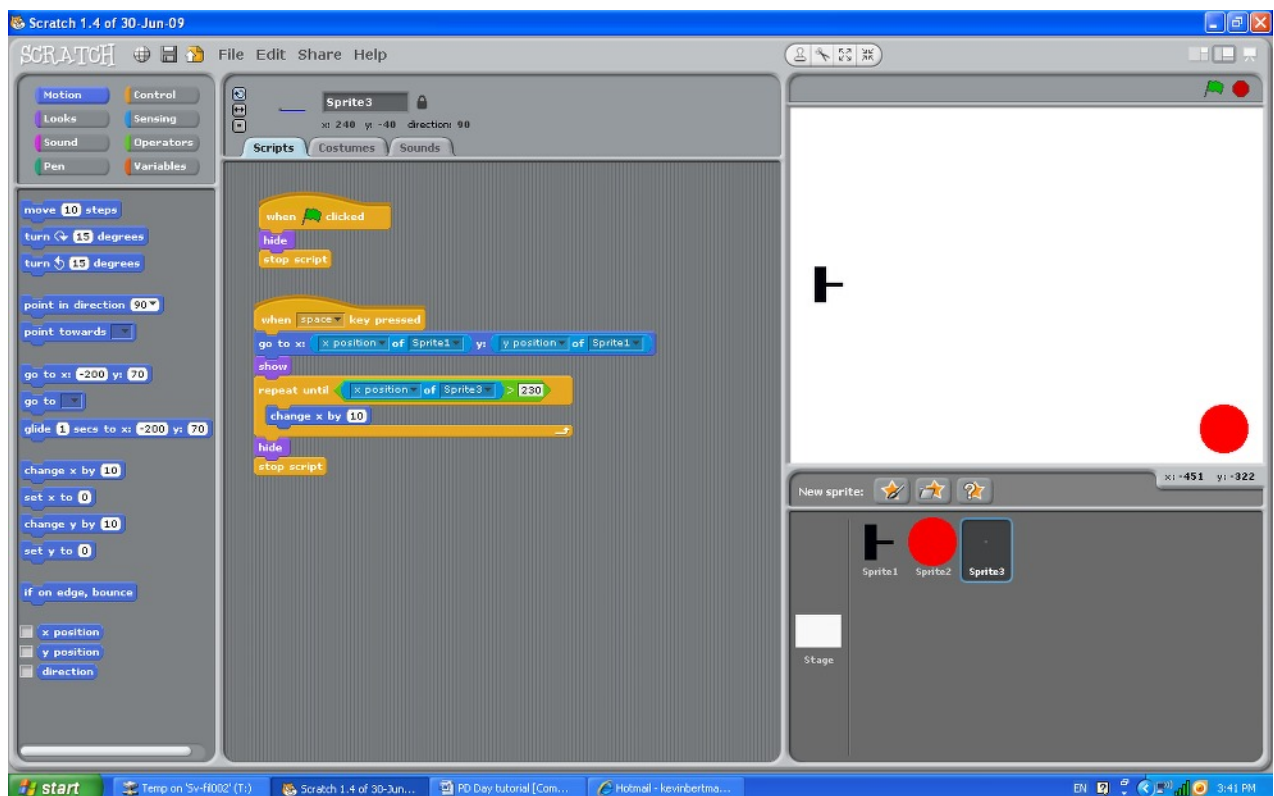 Scratch 1.4 of 30-Jun-09
SCRATCH File Edit Share Help
Motion Control
Looks Sensing
Sound Operators
Pen Variables
Sprite3
x: 240 y: -40 direction: 90
Scripts Costumes Sounds
move 10 steps
turn 15 degrees
turn 15 degrees
point in direction 90
point towards
go to x: -200 y: 70
go to
glide 1 secs to x: -200 y: 70
change x by 10
set x to 0
change y by 10
set y to 0
if on edge, bounce
x position
y position
direction
when clicked
hide
stop script
when space key pressed
go to x: x position of Sprite1 y: y position of Sprite1
show
repeat until x position of Sprite3 > 230
change x by 10
hide
stop script
x: -451 y: -322
New sprite:
Sprite1 Sprite2 Sprite3
Stage
start Temp on 'Sv-fil002' (T:) Scratch 1.4 of 30-Jun... PD Day tutorial [Com... Hotmail - kevinbertma... EN 3:41 PM